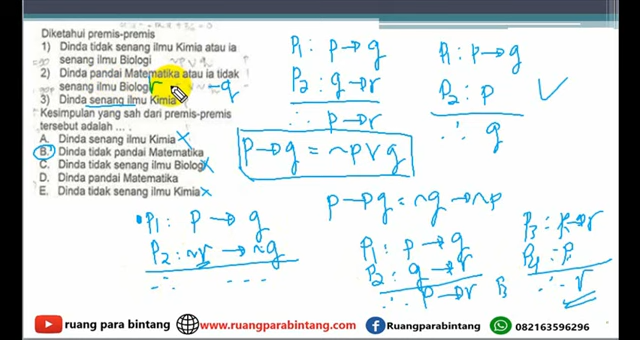 Diketahui premis-premis
1) Dinda tidak senang ilmu Kimia atau ia
senang ilmu Biologi ~p ∨ q
2) Dinda pandai Matematika atau ia tidak
senang ilmu Biologi r ~q
3) Dinda senang ilmu Kimia
Kesimpulan yang sah dari premis-premis
tersebut adalah ....
A. Dinda senang ilmu Kimia ×
B. Dinda tidak pandai Matematika
C. Dinda tidak senang ilmu Biologi ×
D. Dinda pandai Matematika
E. Dinda tidak senang ilmu Kimia ×
P1 : p → q
P2 : q → r
∴ p → r
P1 : p → q
P2 : p ✓
∴ q
p → q = ~p ∨ q
p → q = ~q → ~p
• P1 : p → q
P2 : ~r → ~q
∴ ....
P1 : p → q
P2 : q → r
∴ p → r
P3 : p → r
P4 : p
∴ r
ruang para bintang
www.ruangparabintang.com
Ruangparabintang
082163596296